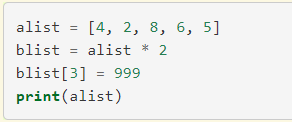 alist = [4, 2, 8, 6, 5]
blist = alist * 2
blist[3] = 999
print(alist)